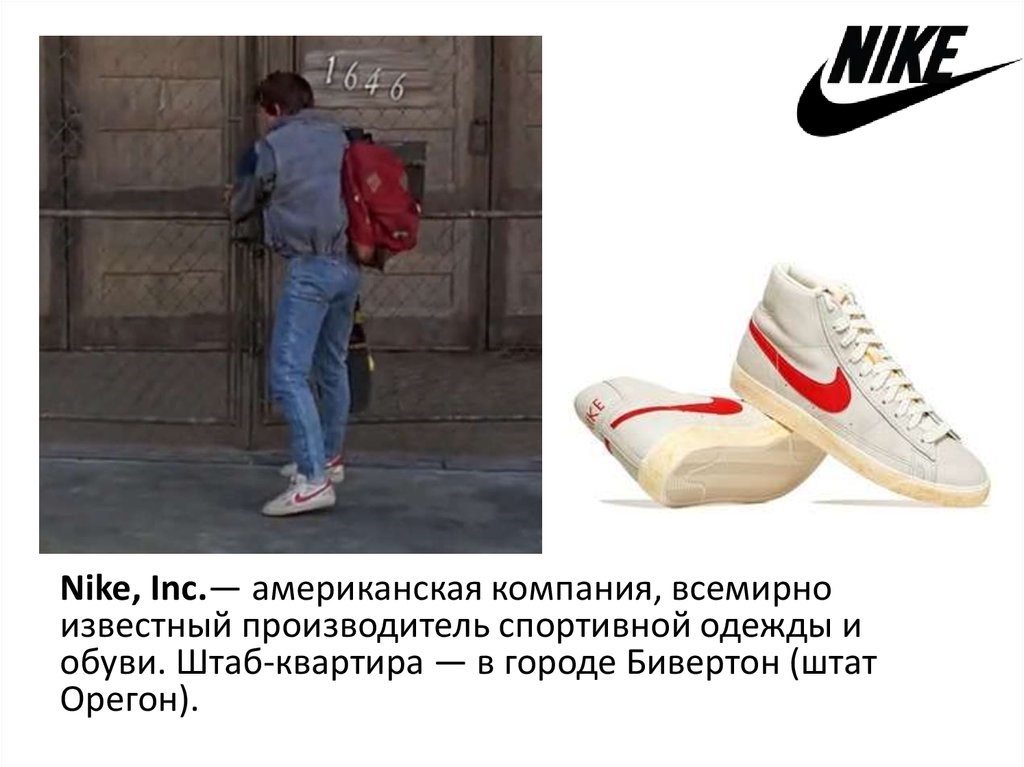 1646
NIKE
NIKE
Nike, Inc.— американская компания, всемирно
известный производитель спортивной одежды и
обуви. Штаб-квартира — в городе Бивертон (штат
Орегон).